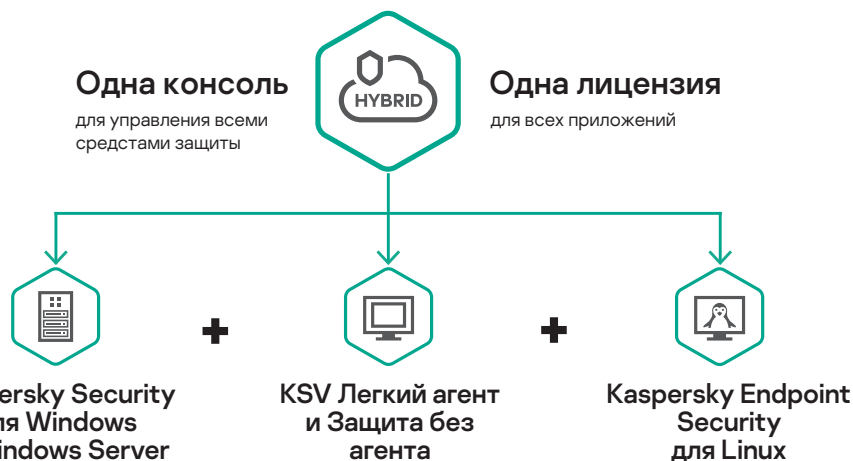 HYBRID
Одна консоль
для управления всеми
средстами защиты
Одна лицензия
для всех приложений
ersky Security
ля Windows
indows Server
KSV Легкий агент
и Защита без
агента
Kaspersky Endpoint
Security
для Linux